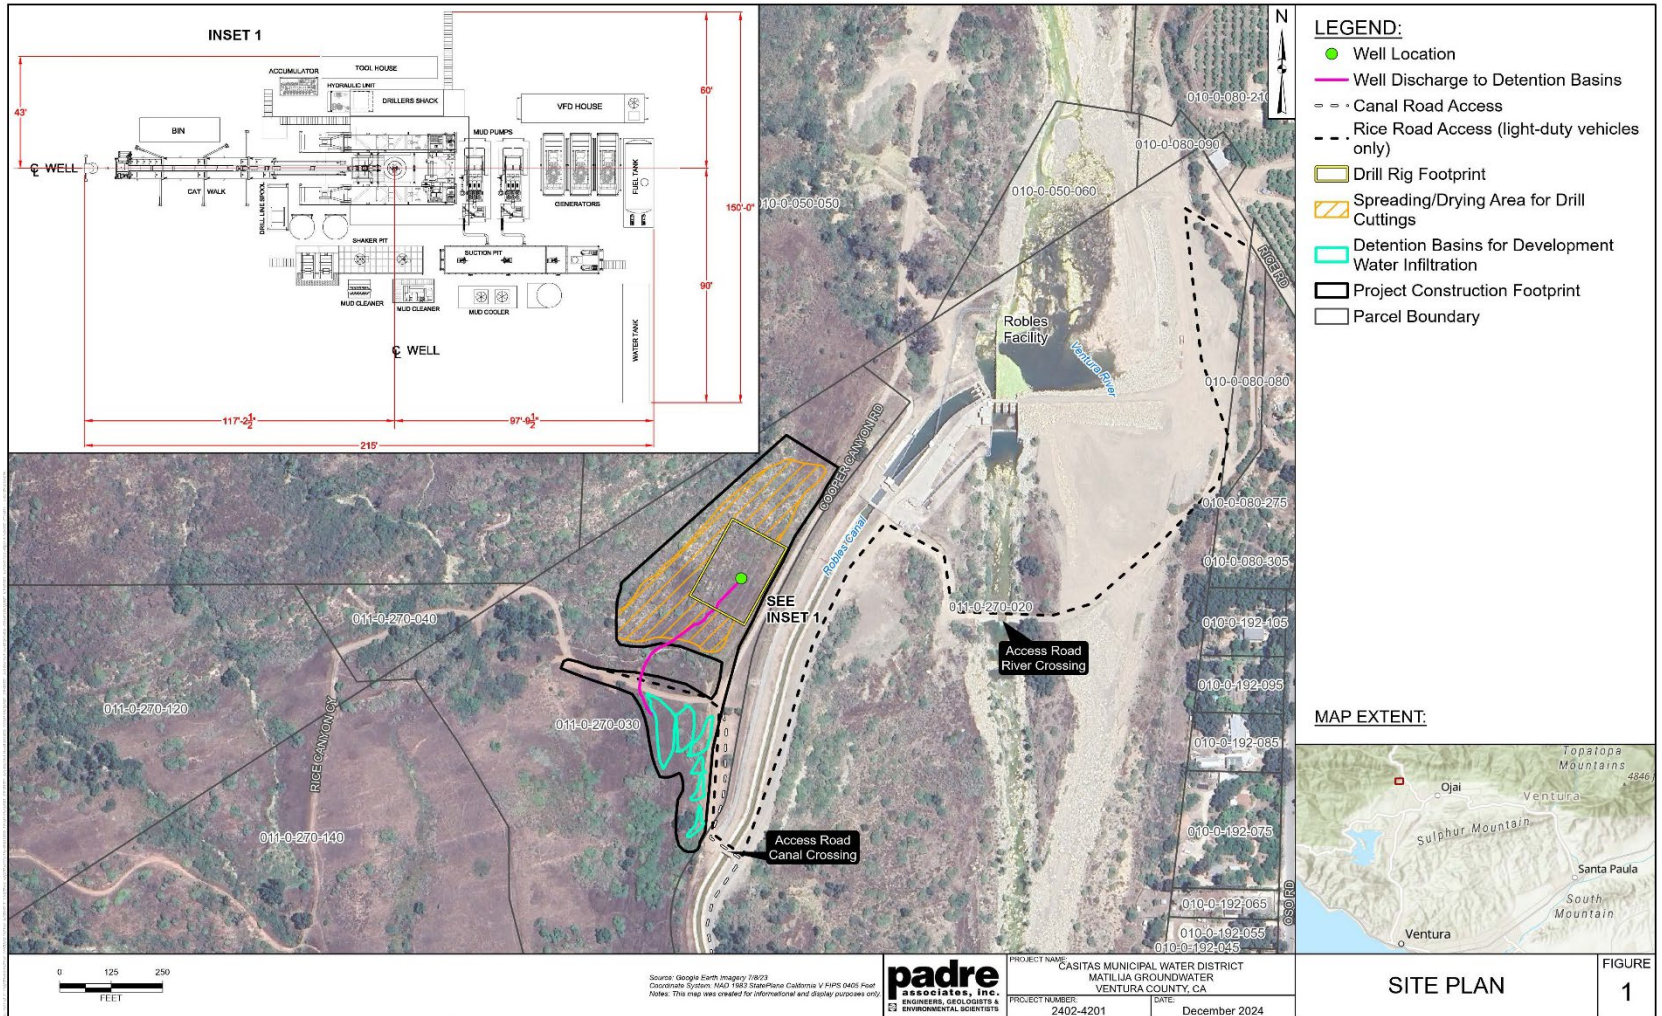 INSET 1
TOOL HOUSE
ACCUMULATOR
HYDRAULIC UNIT
DRILLERS SHACK
VFD HOUSE
60'
43'
BIN
MUD PUMPS
℄ WELL
CAT WALK
DRILL LINE SPOOL
GENERATORS
FUEL TANK
150'-0"
SHAKER PIT
SUCTION PIT
MUD CLEANER
MUD CLEANER
MUD COOLER
90'
WATER TANK
℄ WELL
117'-2½"
97'-9½"
215'
N
010-0-080-210
010-0-080-090
010-0-050-060
010-0-050-050
RICE RD
Robles
Facility
Ventura River
010-0-080-080
COOPER CANYON RD
010-0-080-275
Robles Canal
010-0-080-305
SEE
INSET 1
011-0-270-020
011-0-270-040
010-0-192-105
Access Road
River Crossing
010-0-192-095
011-0-270-120
011-0-270-030
010-0-192-085
RICE CANYON CY
011-0-270-140
010-0-192-075
Access Road
Canal Crossing
OSO RD
010-0-192-065
010-0-192-055
010-0-192-045
LEGEND:
Well Location
Well Discharge to Detention Basins
Canal Road Access
Rice Road Access (light-duty vehicles
only)
Drill Rig Footprint
Spreading/Drying Area for Drill
Cuttings
Detention Basins for Development
Water Infiltration
Project Construction Footprint
Parcel Boundary
MAP EXTENT:
Topatopa
Mountains
4846
Ojai
Ventura
Sulphur Mountain
Santa Paula
South
Mountain
Ventura
0 125 250
FEET
Source: Google Earth Imagery 7/8/23
Coordinate System: NAD 1983 StatePlane California V FIPS 0405 Feet
Notes: This map was created for informational and display purposes only.
padre
associates, inc.
ENGINEERS, GEOLOGISTS &
ENVIRONMENTAL SCIENTISTS
PROJECT NAME:
CASITAS MUNICIPAL WATER DISTRICT
MATILIJA GROUNDWATER
VENTURA COUNTY, CA
PROJECT NUMBER:
2402-4201
DATE:
December 2024
SITE PLAN
FIGURE
1